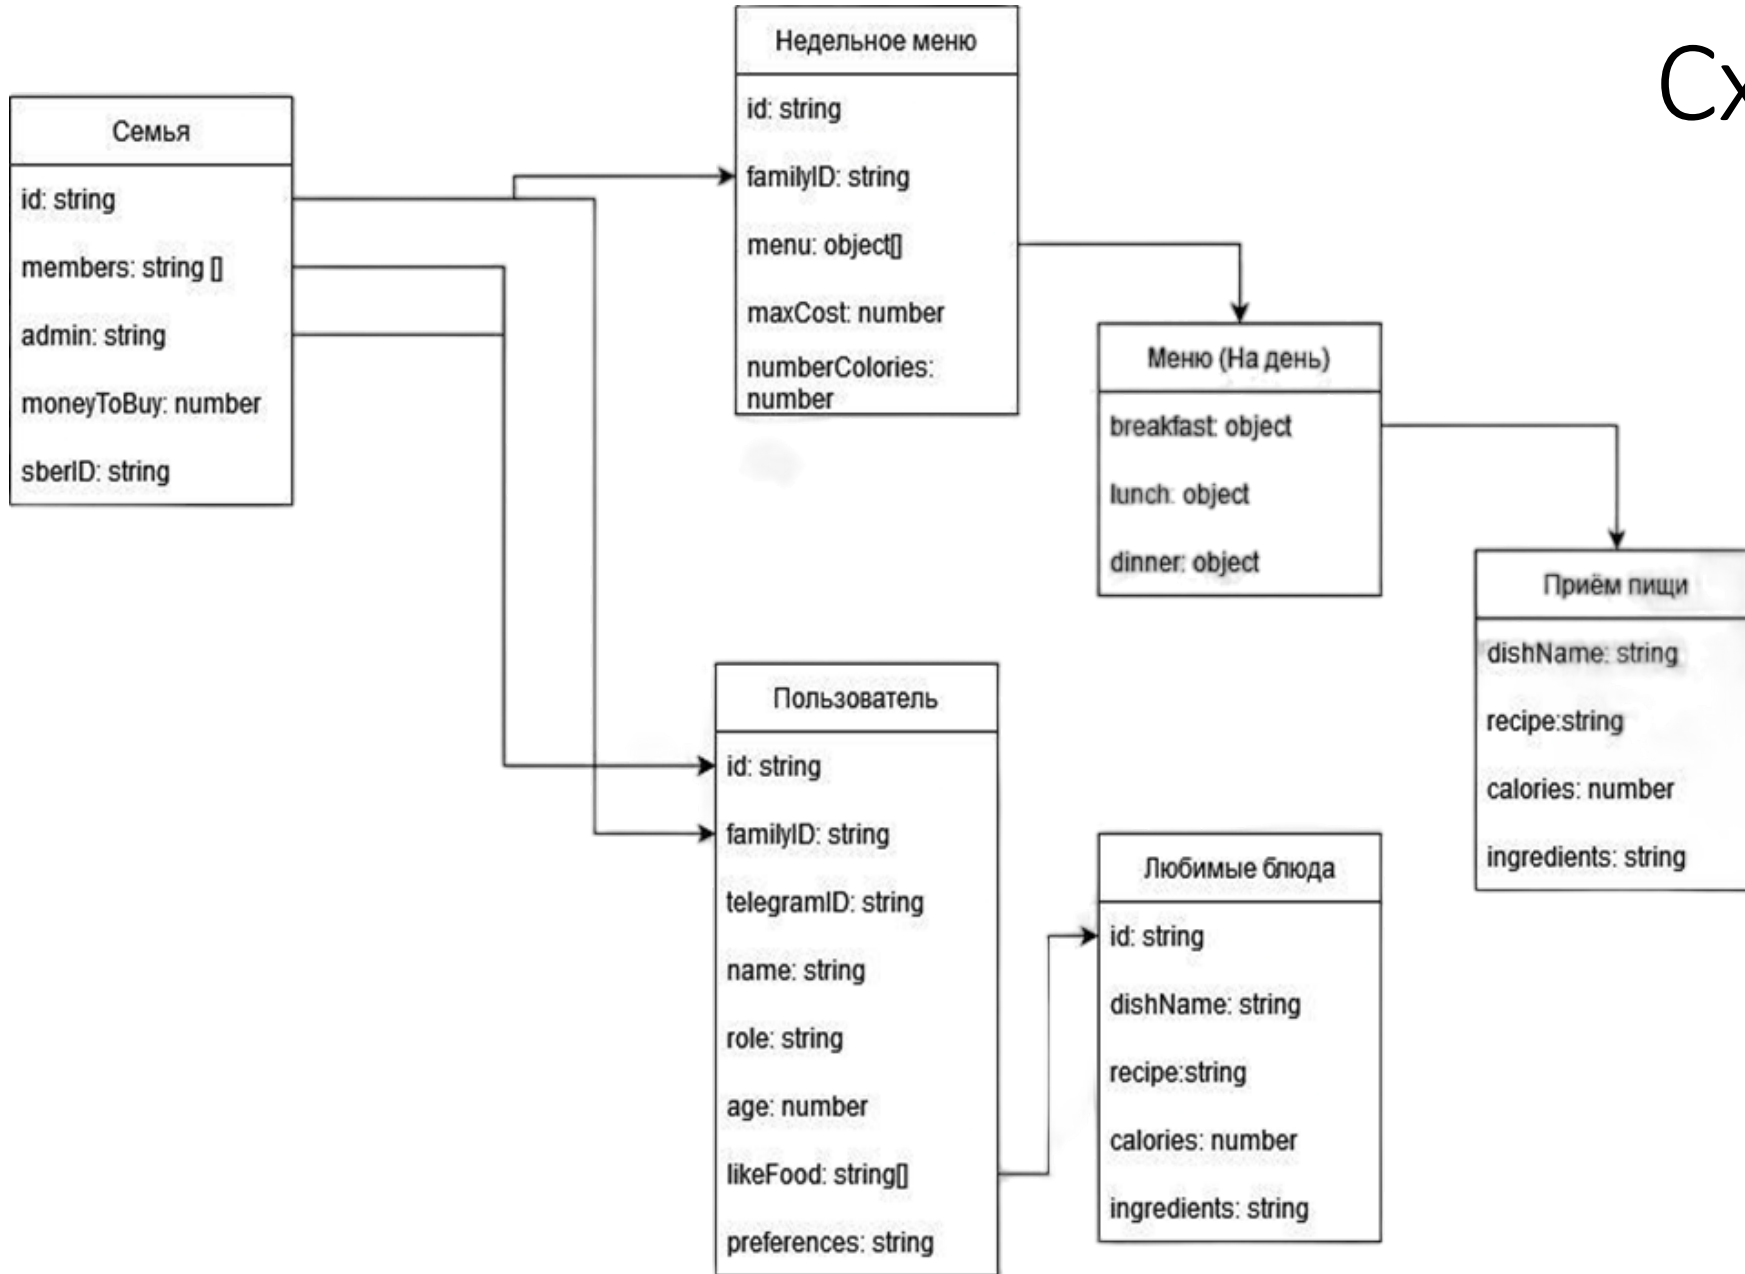 Сх
Семья
id: string
members: string []
admin: string
moneyToBuy: number
sberID: string
Недельное меню
id: string
familyID: string
menu: object[]
maxCost: number
numberColories:
number
Меню (На день)
breakfast: object
lunch: object
dinner: object
Приём пищи
dishName: string
recipe:string
calories: number
ingredients: string
Пользователь
id: string
familyID: string
telegramID: string
name: string
role: string
age: number
likeFood: string[]
preferences: string
Любимые блюда
id: string
dishName: string
recipe:string
calories: number
ingredients: string